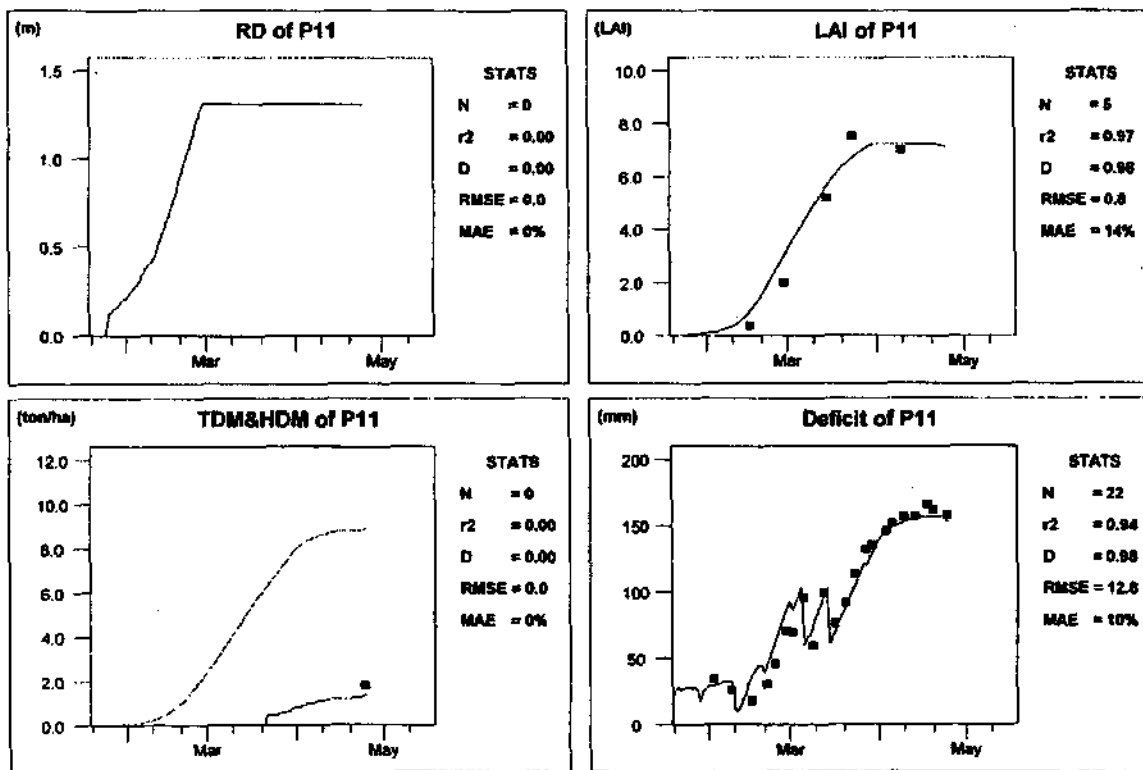 (m) RD of P11
1.5
1.0
0.5
0.0
Mar May
STATS
N = 0
r2 = 0.00
D = 0.00
RMSE = 0.0
MAE = 0%
(LAI) LAI of P11
10.0
8.0
6.0
4.0
2.0
0.0
Mar May
STATS
N = 5
r2 = 0.97
D = 0.98
RMSE = 0.8
MAE = 14%
(ton/ha) TDM&HDM of P11
12.0
10.0
8.0
6.0
4.0
2.0
0.0
Mar May
STATS
N = 0
r2 = 0.00
D = 0.00
RMSE = 0.0
MAE = 0%
(mm) Deficit of P11
200
150
100
50
0
Mar May
STATS
N = 22
r2 = 0.94
D = 0.98
RMSE = 12.8
MAE = 10%